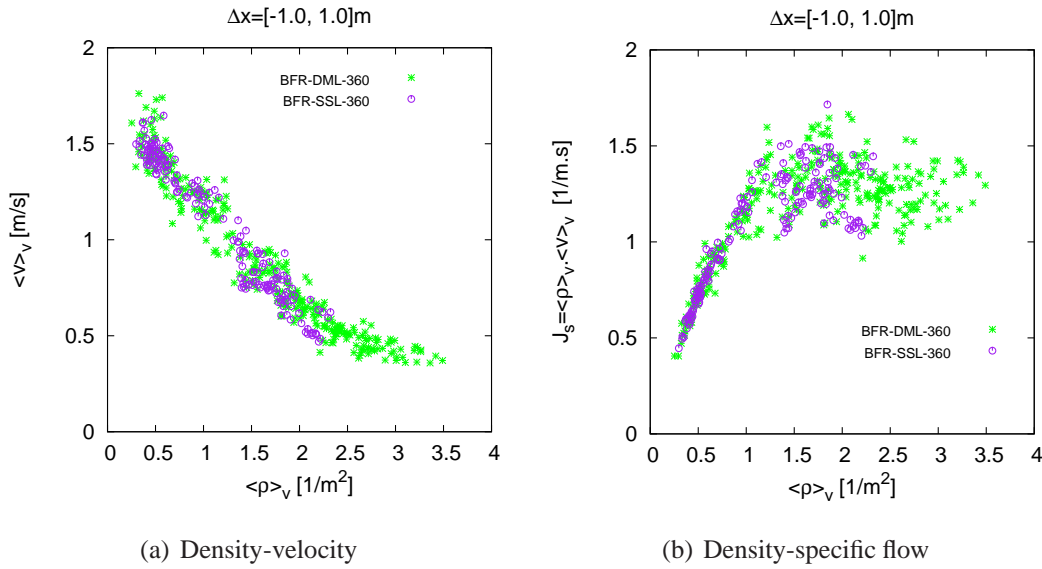 Δx=[-1.0, 1.0]m
2
1.5
1
0.5
0
0 0.5 1 1.5 2 2.5 3 3.5 4
<v>v [m/s]
<ρ>v [1/m²]
BFR-DML-360
BFR-SSL-360
(a) Density-velocity
Δx=[-1.0, 1.0]m
2
1.5
1
0.5
0
0 0.5 1 1.5 2 2.5 3 3.5 4
Js=<ρ>v.<v>v [1/m.s]
<ρ>v [1/m²]
BFR-DML-360
BFR-SSL-360
(b) Density-specific flow